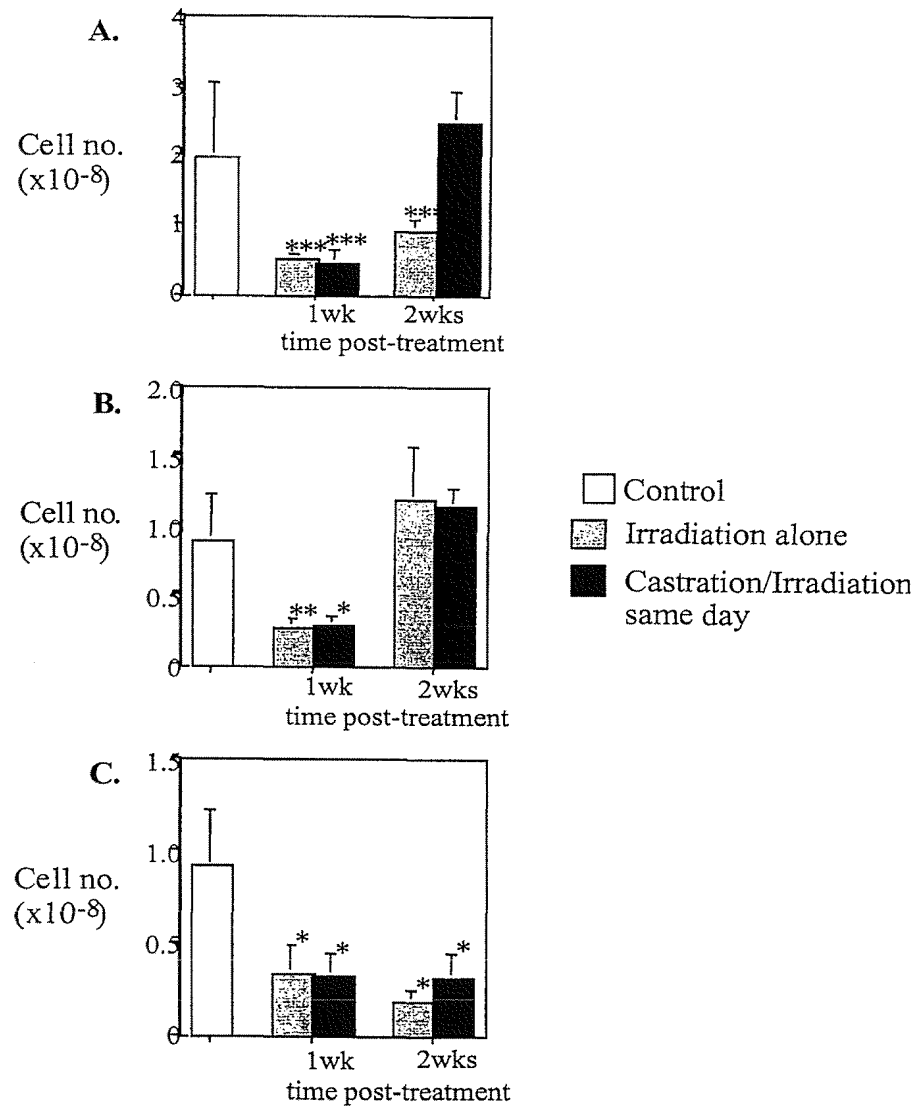 A.
4
3
Cell no.
(x10-8)
2
1
0
***
***
***
1wk
2wks
time post-treatment
B.
2.0
1.5
Cell no.
(x10-8)
1.0
0.5
0
**
*
1wk
2wks
time post-treatment
Control
Irradiation alone
Castration/Irradiation
same day
C.
1.5
1.0
Cell no.
(x10-8)
0.5
0
*
*
*
*
1wk
2wks
time post-treatment